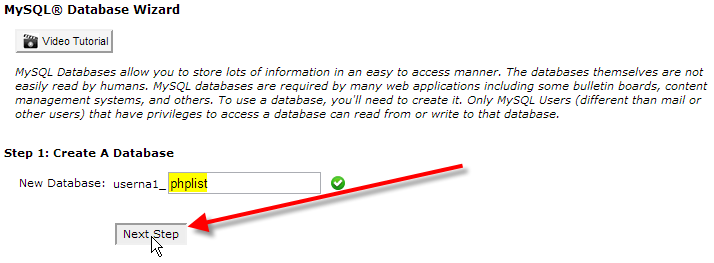 MySQL® Database Wizard
Video Tutorial
MySQL Databases allow you to store lots of information in an easy to access manner. The databases themselves are not
easily read by humans. MySQL databases are required by many web applications including some bulletin boards, content
management systems, and others. To use a database, you'll need to create it. Only MySQL Users (different than mail or
other users) that have privileges to access a database can read from or write to that database.
Step 1: Create A Database
New Database: userna1_ phplist
Next Step